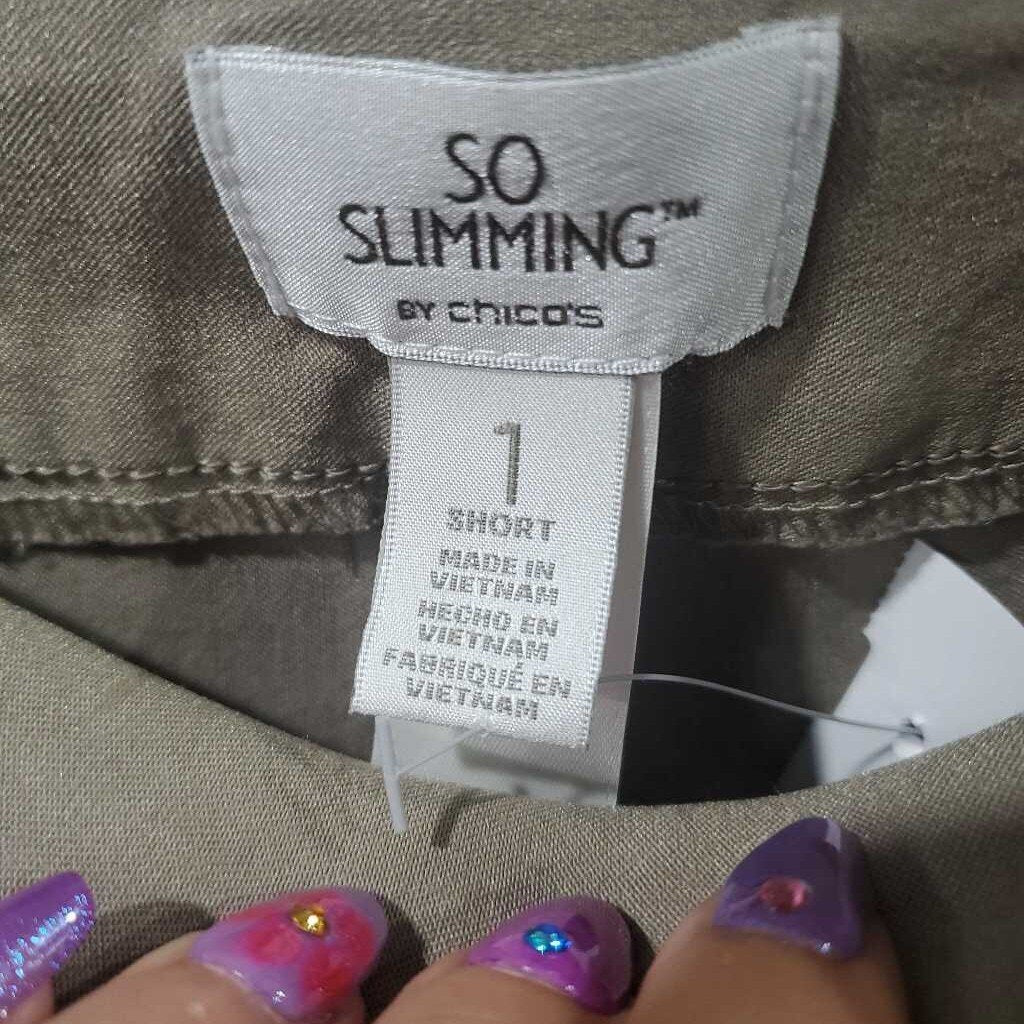 SO
SLIMMING™
BY chico's
1
SHORT
MADE IN
VIETNAM
HECHO EN
VIETNAM
FABRIQUÉ EN
VIETNAM